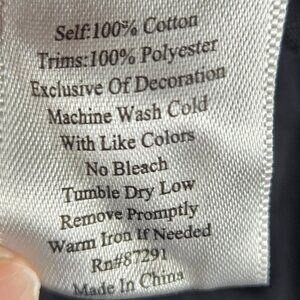 Self:100% Cotton
Trims:100% Polyester
Exclusive Of Decoration
Machine Wash Cold
With Like Colors
No Bleach
Tumble Dry Low
Remove Promptly
Warm Iron If Needed
Rn#87291
Made In China